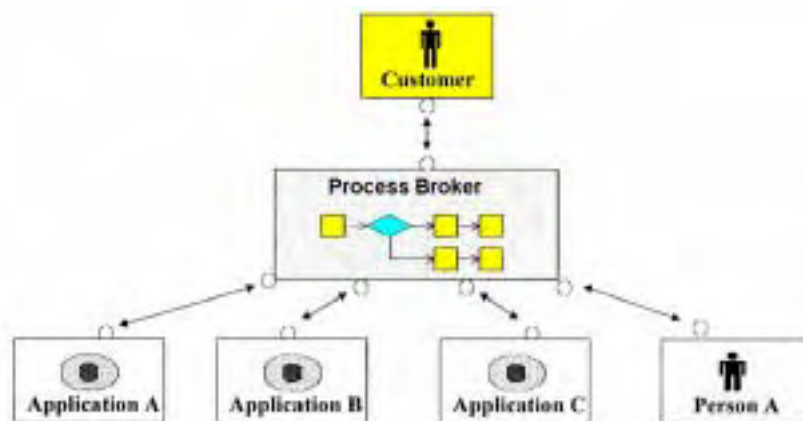 Customer
Process Broker
Application A
Application B
Application C
Person A